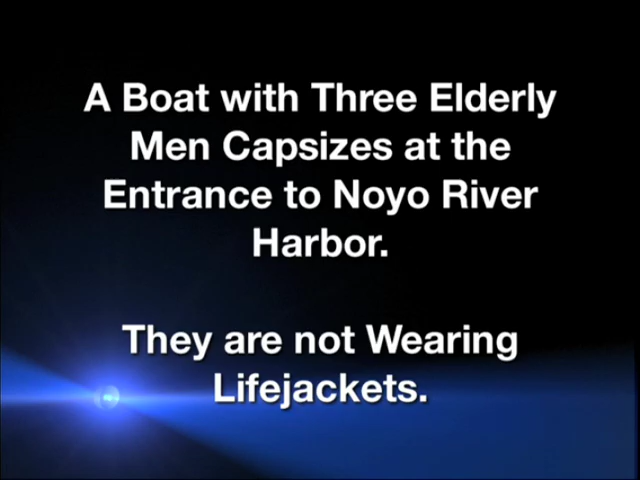 A Boat with Three Elderly
Men Capsizes at the
Entrance to Noyo River
Harbor.
They are not Wearing
Lifejackets.